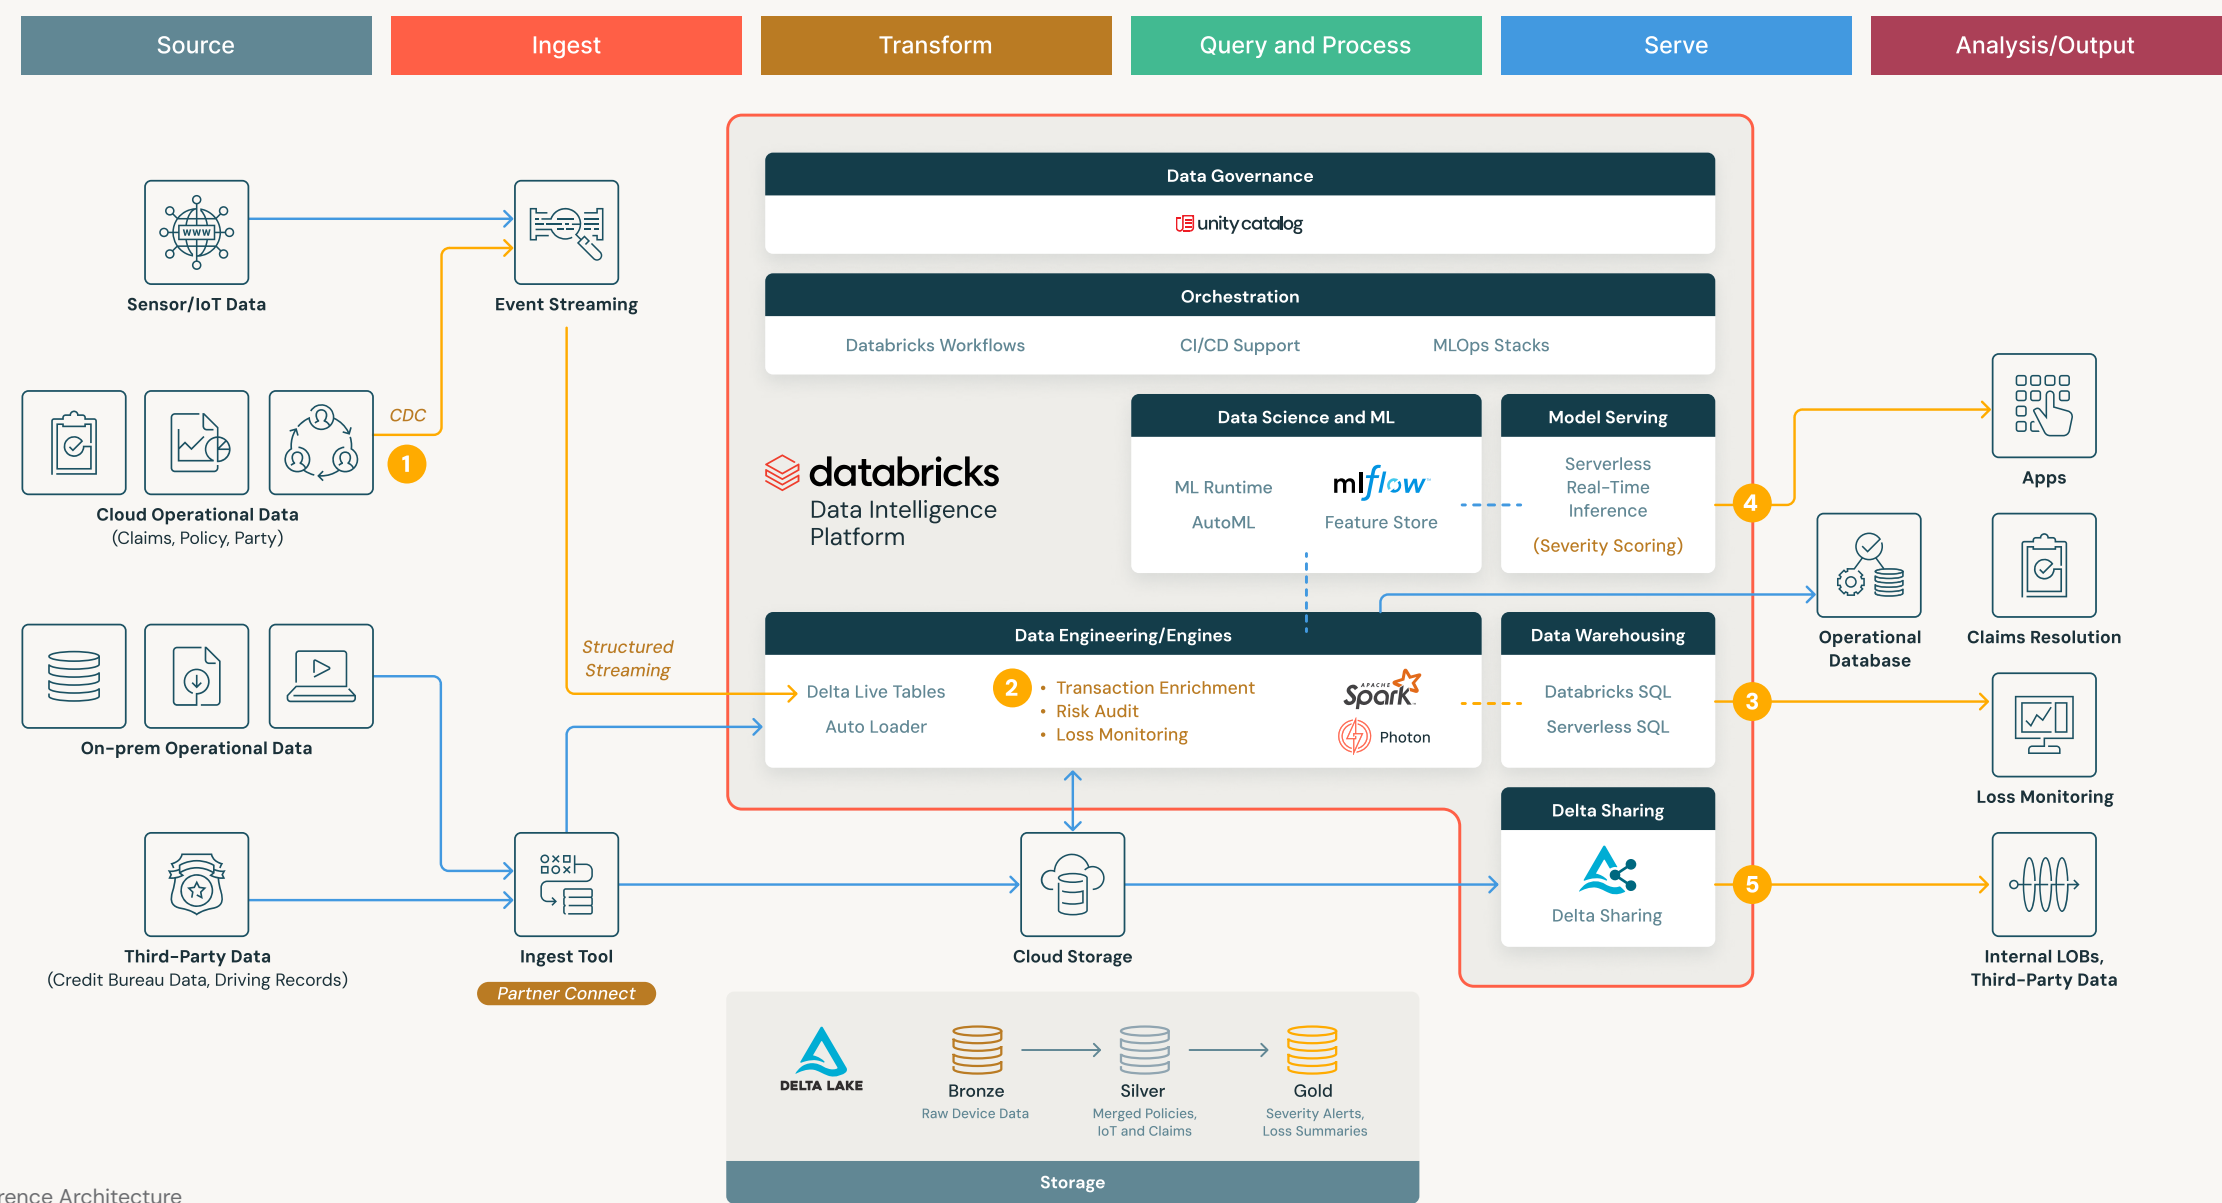 Source
Ingest
Transform
Query and Process
Serve
Analysis/Output
Data Governance
unity catalog
Orchestration
Databricks Workflows
CI/CD Support
MLOps Stacks
WWW
Sensor/IoT Data
Event Streaming
CDC
1
Cloud Operational Data
(Claims, Policy, Party)
databricks
Data Intelligence
Platform
Data Science and ML
ML Runtime
AutoML
mlflow
Feature Store
Model Serving
Serverless
Real-Time
Inference
(Severity Scoring)
4
Apps
Operational
Database
Claims Resolution
Structured
Streaming
On-prem Operational Data
Data Engineering/Engines
Delta Live Tables
Auto Loader
2
• Transaction Enrichment
• Risk Audit
• Loss Monitoring
APACHE
Spark
Photon
Data Warehousing
Databricks SQL
Serverless SQL
3
Loss Monitoring
Third-Party Data
(Credit Bureau Data, Driving Records)
Ingest Tool
Partner Connect
Cloud Storage
Delta Sharing
Delta Sharing
5
Internal LOBs,
Third-Party Data
DELTA LAKE
Bronze
Raw Device Data
Silver
Merged Policies,
IoT and Claims
Gold
Severity Alerts,
Loss Summaries
Storage
rence Architecture